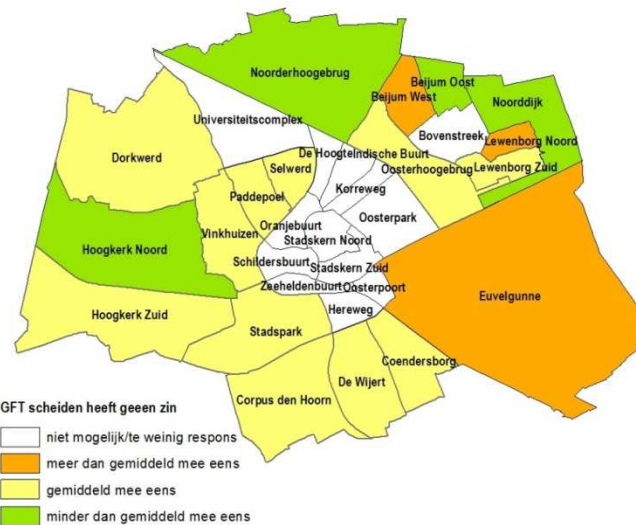 Noorderhoogebrug
Beijum Oost
Beijum West
Noorddijk
Universiteitscomplex
Bovenstreek
Lewenborg Noord
De Hoogte Indische Buurt
Dorkwerd
Selwerd
Oosterhoogebrug
Lewenborg Zuid
Korreweg
Paddepoel
Oosterpark
Oranjebuurt
Vinkhuizen
Stadskern Noord
Hoogkerk Noord
Schildersbuurt
Stadskern Zuid
Zeeheldenbuurt
Oosterpoort
Euvelgunne
Hereweg
Hoogkerk Zuid
Stadspark
Coendersborg
De Wijert
Corpus den Hoorn
GFT scheiden heeft geeen zin
niet mogelijk/te weinig respons
meer dan gemiddeld mee eens
gemiddeld mee eens
minder dan gemiddeld mee eens